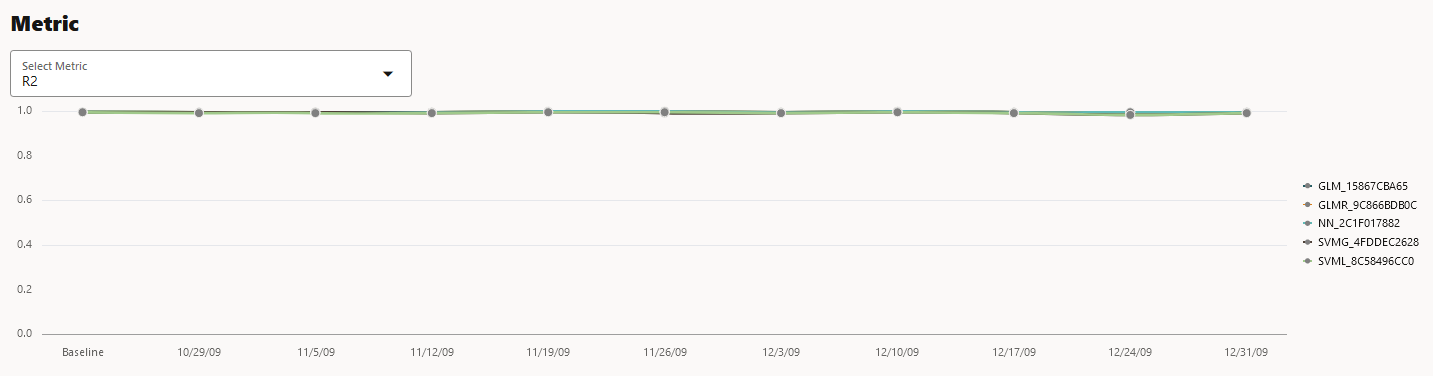 Metric
Select Metric
R2
1.0
0.8
0.6
0.4
0.2
0.0
Baseline 10/29/09 11/5/09 11/12/09 11/19/09 11/26/09 12/3/09 12/10/09 12/17/09 12/24/09 12/31/09
GLM_15867CBA65
GLMR_9C866BDB0C
NN_2C1F017882
SVMG_4FDDEC2628
SVML_8C58496CC0